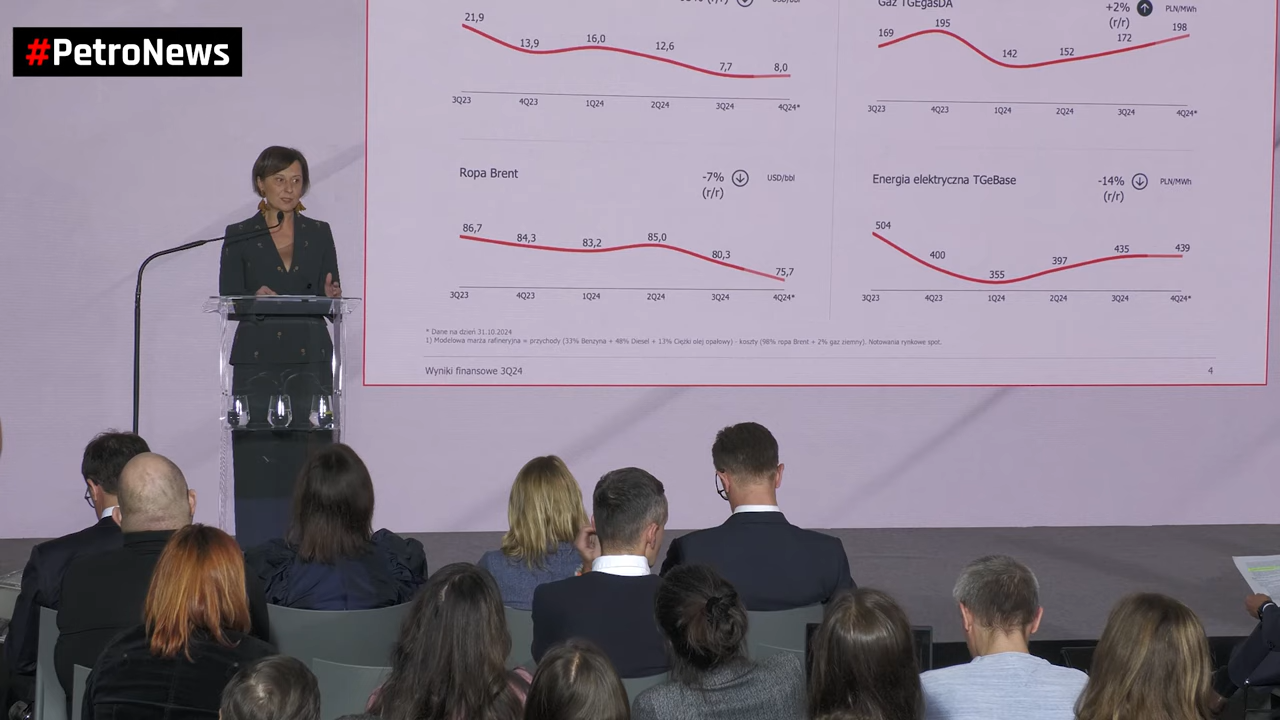 #PetroNews
(r/r)
USD/bbl
21,9
13,9
16,0
12,6
7,7
8,0
3Q23
4Q23
1Q24
2Q24
3Q24
4Q24*
Gaz TGEgasDA
+2%
(r/r)
PLN/MWh
169
195
142
152
172
198
3Q23
4Q23
1Q24
2Q24
3Q24
4Q24*
Ropa Brent
-7%
(r/r)
USD/bbl
86,7
84,3
83,2
85,0
80,3
75,7
3Q23
4Q23
1Q24
2Q24
3Q24
4Q24*
Energia elektryczna TGeBase
-14%
(r/r)
PLN/MWh
504
400
355
397
435
439
3Q23
4Q23
1Q24
2Q24
3Q24
4Q24*
* Dane na dzień 31.10.2024
1) Modelowa marża rafineryjna = przychody (33% Benzyna + 48% Diesel + 13% Ciężki olej opałowy) - koszty (98% ropa Brent + 2% gaz ziemny). Notowania rynkowe spot.
Wyniki finansowe 3Q24
4